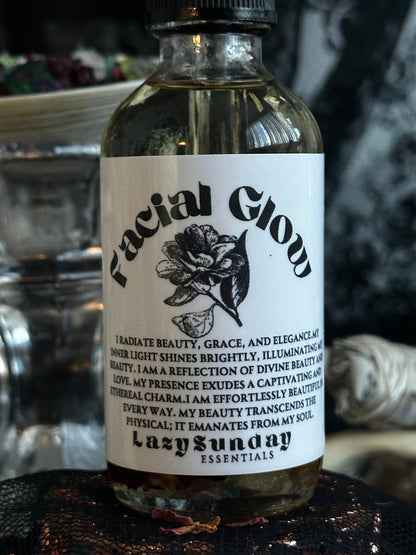 Facial Glow
I RADIATE BEAUTY, GRACE, AND ELEGANCE.MY
INNER LIGHT SHINES BRIGHTLY, ILLUMINATING MY
BEAUTY. I AM A REFLECTION OF DIVINE BEAUTY AND
LOVE. MY PRESENCE EXUDES A CAPTIVATING AND
ETHEREAL CHARM.I AM EFFORTLESSLY BEAUTIFUL IN
EVERY WAY. MY BEAUTY TRANSCENDS THE
PHYSICAL; IT EMANATES FROM MY SOUL.
LazySunday
ESSENTIALS